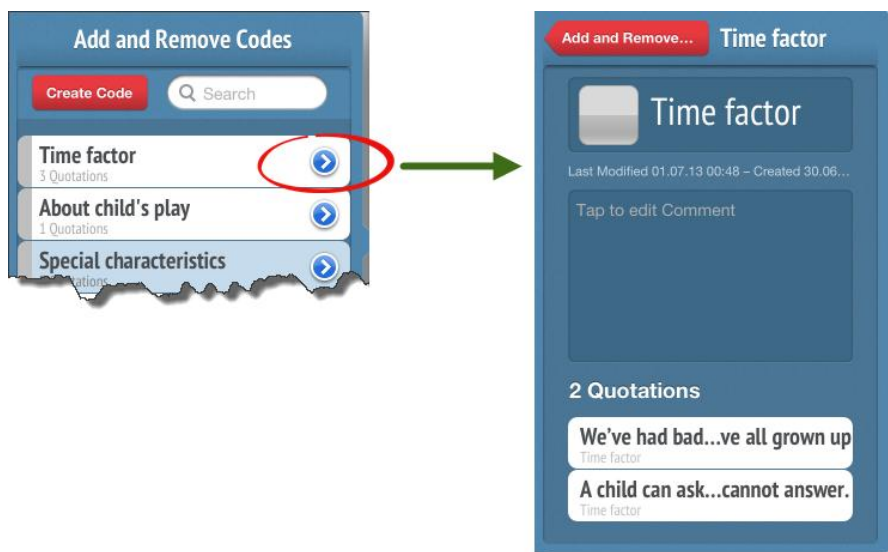 Add and Remove Codes
Create Code
Search
Time factor
3 Quotations
About child's play
1 Quotations
Special characteristics
Add and Remove...
Time factor
Time factor
Last Modified 01.07.13 00:48 – Created 30.06...
Tap to edit Comment
2 Quotations
We've had bad...ve all grown up
Time factor
A child can ask...cannot answer.
Time factor